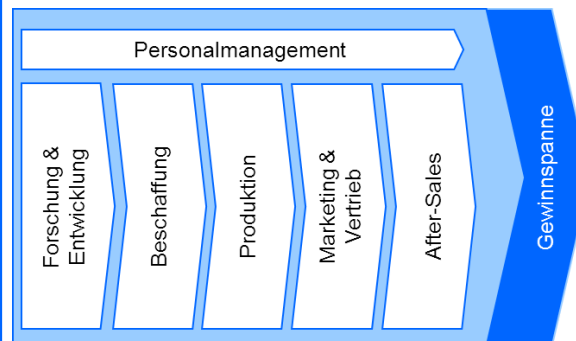 Personalmanagement
Forschung &
Entwicklung
Beschaffung
Produktion
Marketing &
Vertrieb
After-Sales
Gewinnspanne